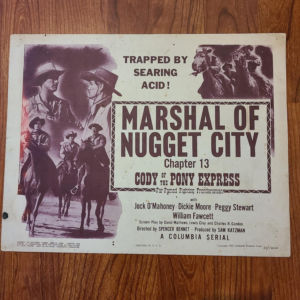 TRAPPED BY
SEARING
ACID!
MARSHAL OF
NUGGET CITY
Chapter 13
CODY OF THE PONY EXPRESS
with
Jock O'Mahoney Dickie Moore Peggy Stewart
William Fawcett
Directed by SPENCER BENNET - Produced by SAM KATZMAN
A COLUMBIA SERIAL